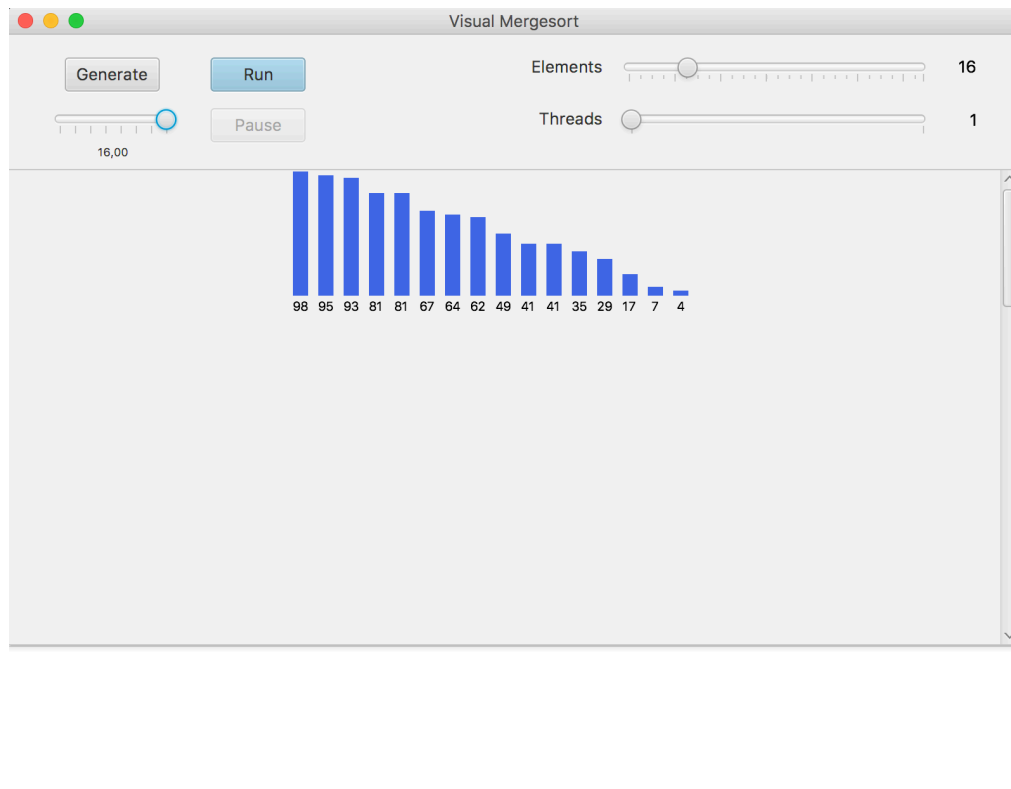 Visual Mergesort
Generate Run Elements 16
Pause Threads 1
16,00
98 95 93 81 81 67 64 62 49 41 41 35 29 17 7 4